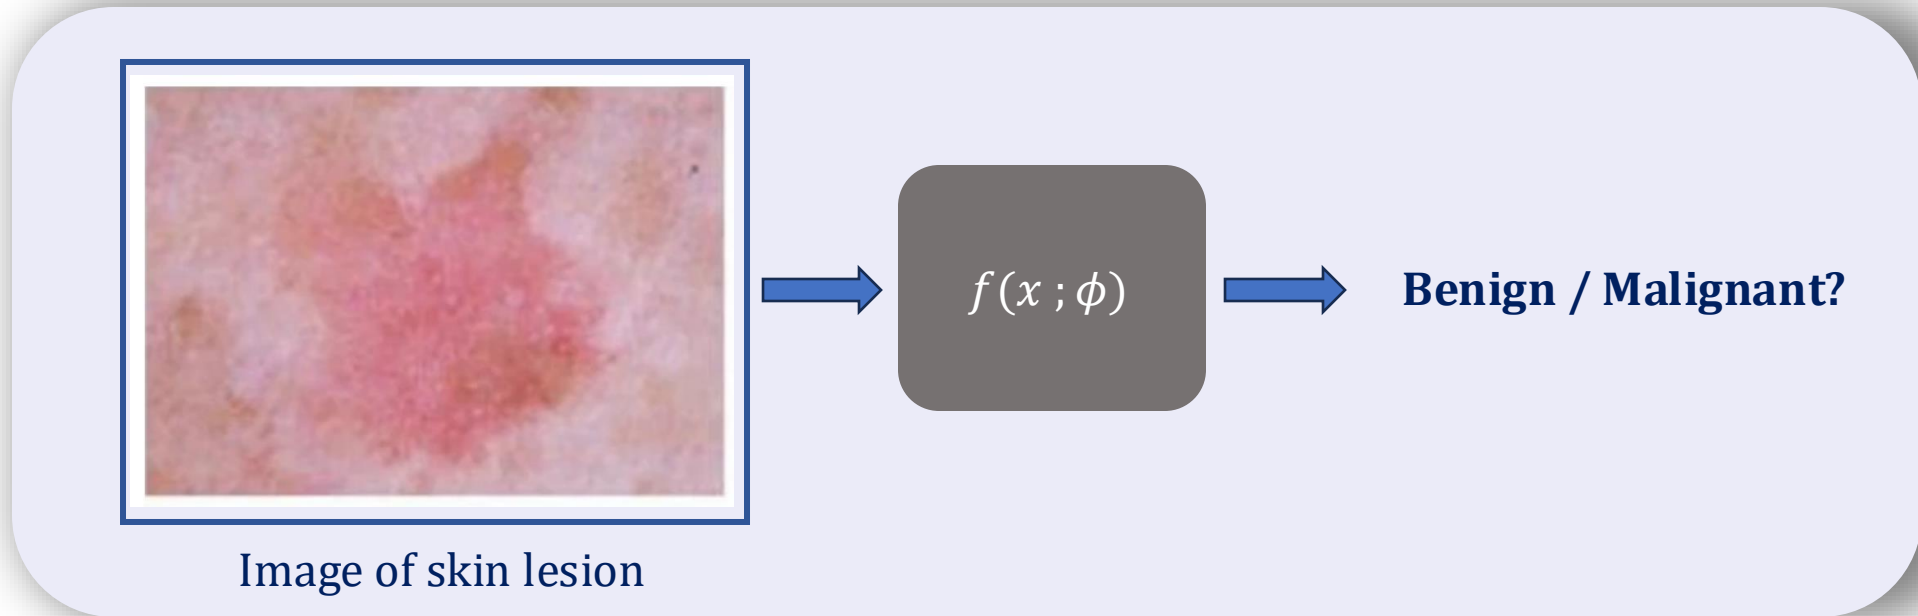 f(x ; ϕ)
Benign / Malignant?
Image of skin lesion